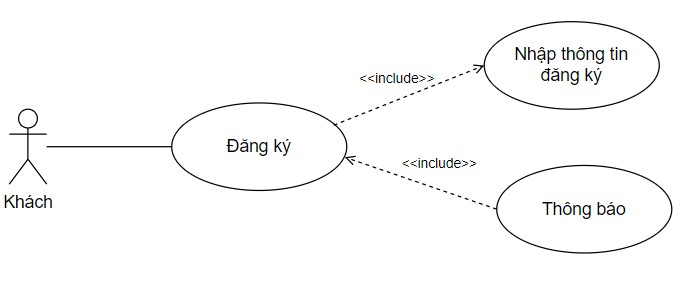 Nhập thông tin
đăng ký
<<include>>
Đăng ký
<<include>>
Khách
Thông báo